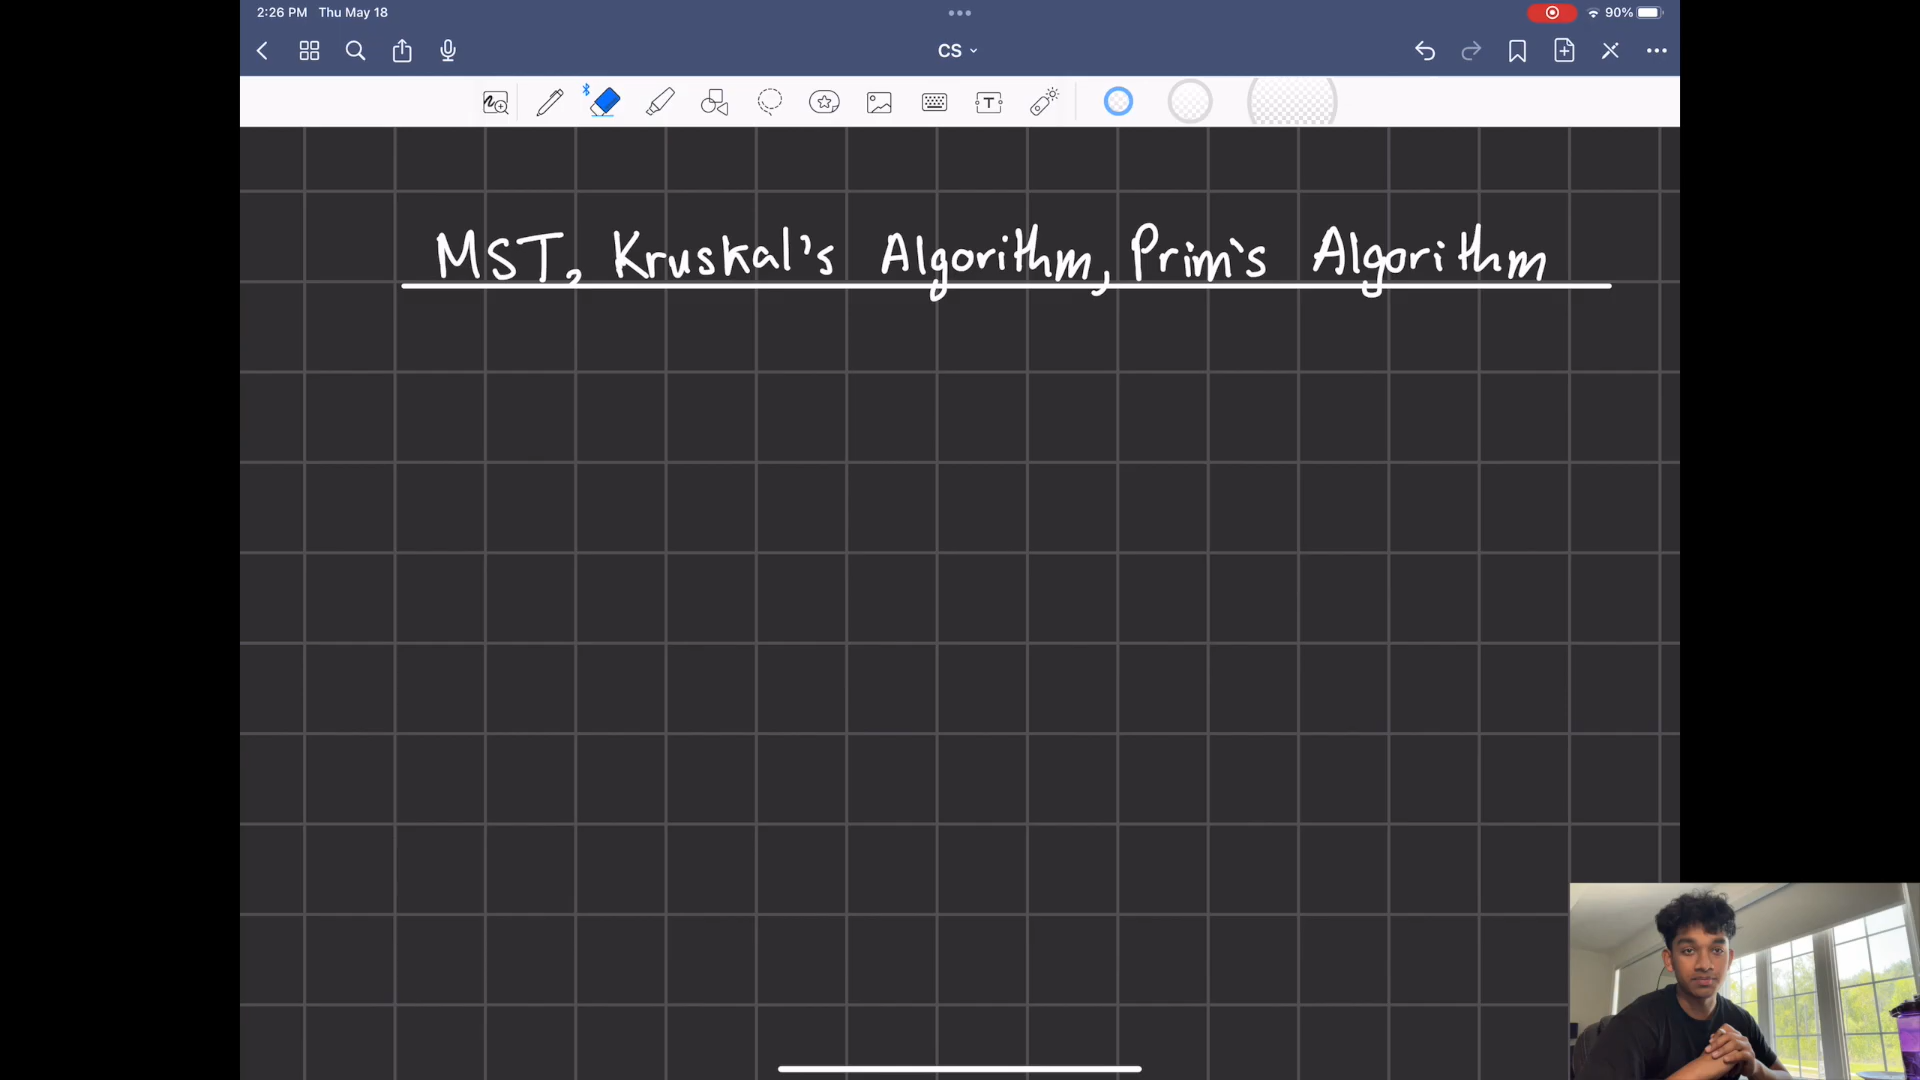 2:26 PM Thu May 18
90%
CS
T
MST, Kruskal's Algorithm, Prim's Algorithm